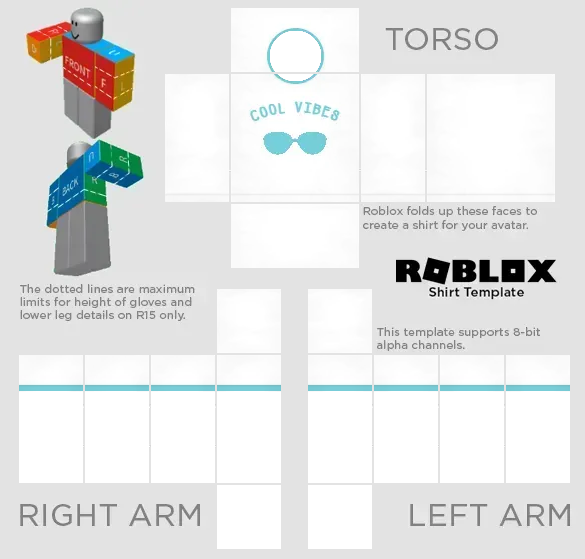 TORSO
FRONT
F
L
U
R
COOL VIBES
BACK
B
R
U
Roblox folds up these faces to
create a shirt for your avatar.
The dotted lines are maximum
limits for height of gloves and
lower leg details on R15 only.
ROBLOX
Shirt Template
This template supports 8-bit
alpha channels.
RIGHT ARM
LEFT ARM